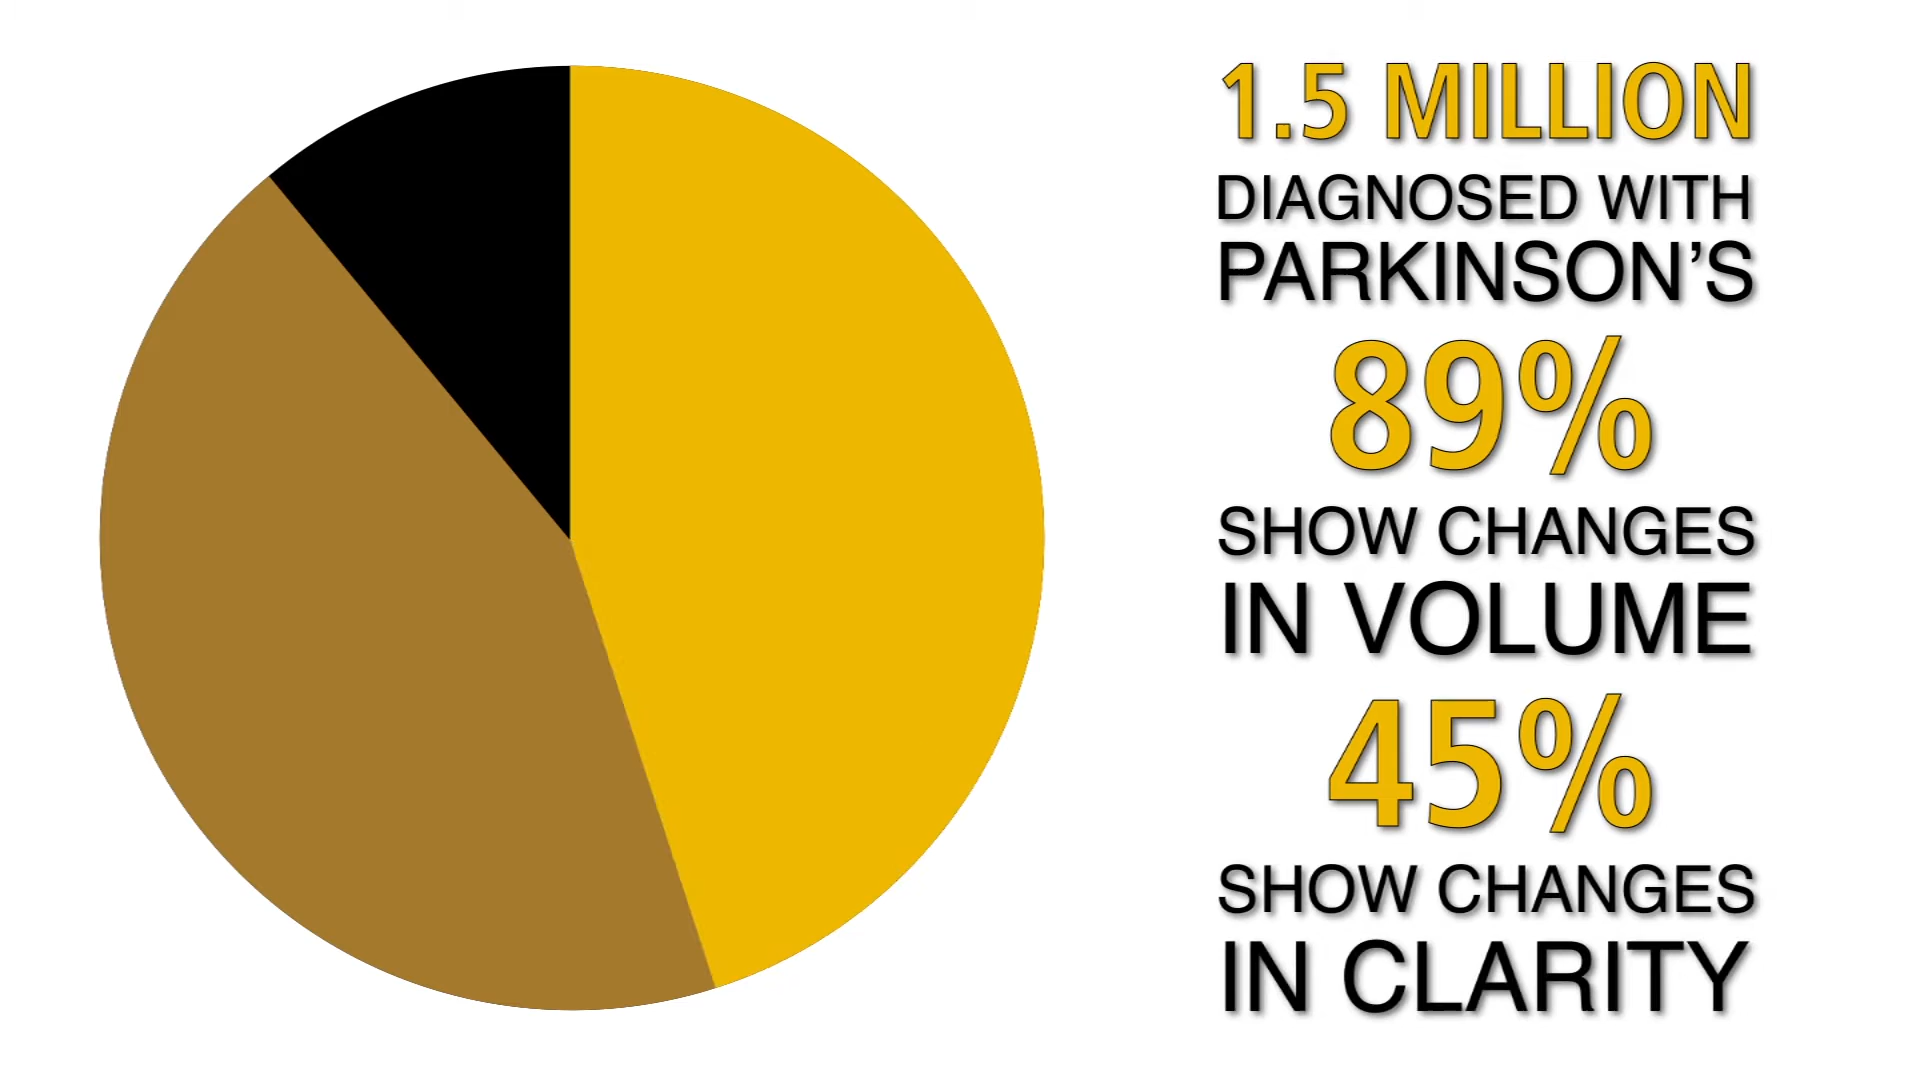 1.5 MILLION
DIAGNOSED WITH
PARKINSON’S
89%
SHOW CHANGES
IN VOLUME
45%
SHOW CHANGES
IN CLARITY